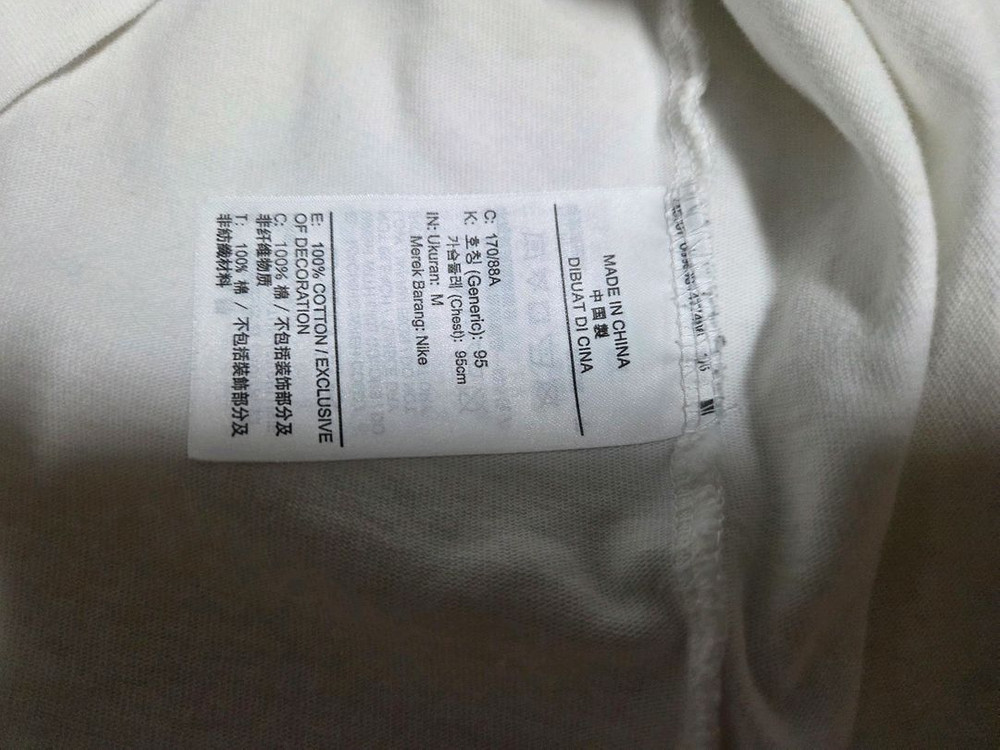 MADE IN CHINA
中国製
DIBUAT DI CINA
C: 170/88A
K: 호칭 (Generic): 95
가슴둘레 (Chest): 95cm
IN: Ukuran: M
Merek Barang: Nike
E: 100% COTTON / EXCLUSIVE
OF DECORATION
C: 100% 棉 / 不包括装饰部分及
非纤维物质
T: 100% 棉 / 不包括裝飾部分及
非紡織材料